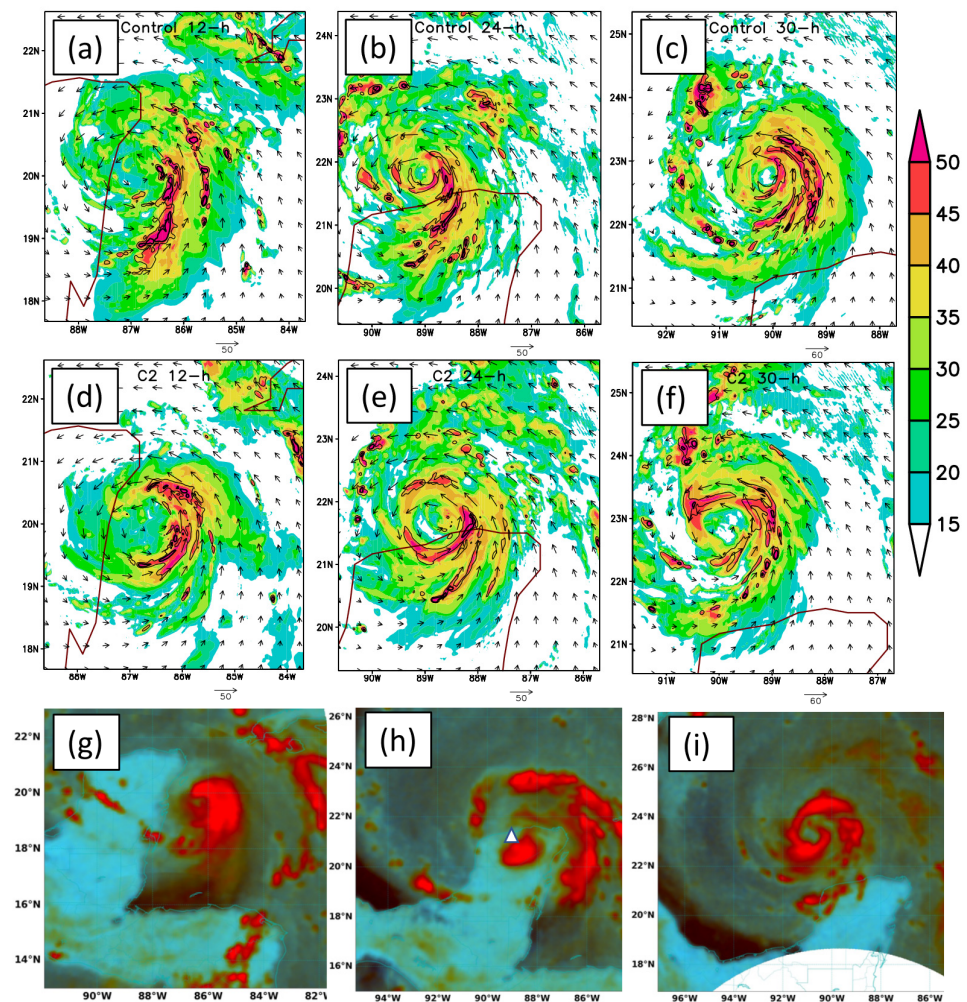 (a) Control 12-h
(b) Control 24-h
(c) Control 30-h
22N
21N
20N
19N
18N
88W 87W 86W 85W 84W
50
24N
23N
22N
21N
20N
90W 89W 88W 87W 86W
50
25N
24N
23N
22N
21N
92W 91W 90W 89W 88W
60
50
45
40
35
30
25
20
15
(d) C2 12-h
(e) C2 24-h
(f) C2 30-h
22N
21N
20N
19N
18N
88W 87W 86W 85W 84W
50
24N
23N
22N
21N
20N
90W 89W 88W 87W 86W
50
25N
24N
23N
22N
21N
91W 90W 89W 88W 87W
60
(g)
(h)
(i)
22°N
20°N
18°N
16°N
14°N
90°W 87°W 85°W 82°W
26°N
24°N
22°N
20°N
18°N
16°N
94°W 92°W 90°W 88°W 86°W
28°N
26°N
24°N
22°N
20°N
18°N
96°W 94°W 92°W 90°W 88°W 86°W